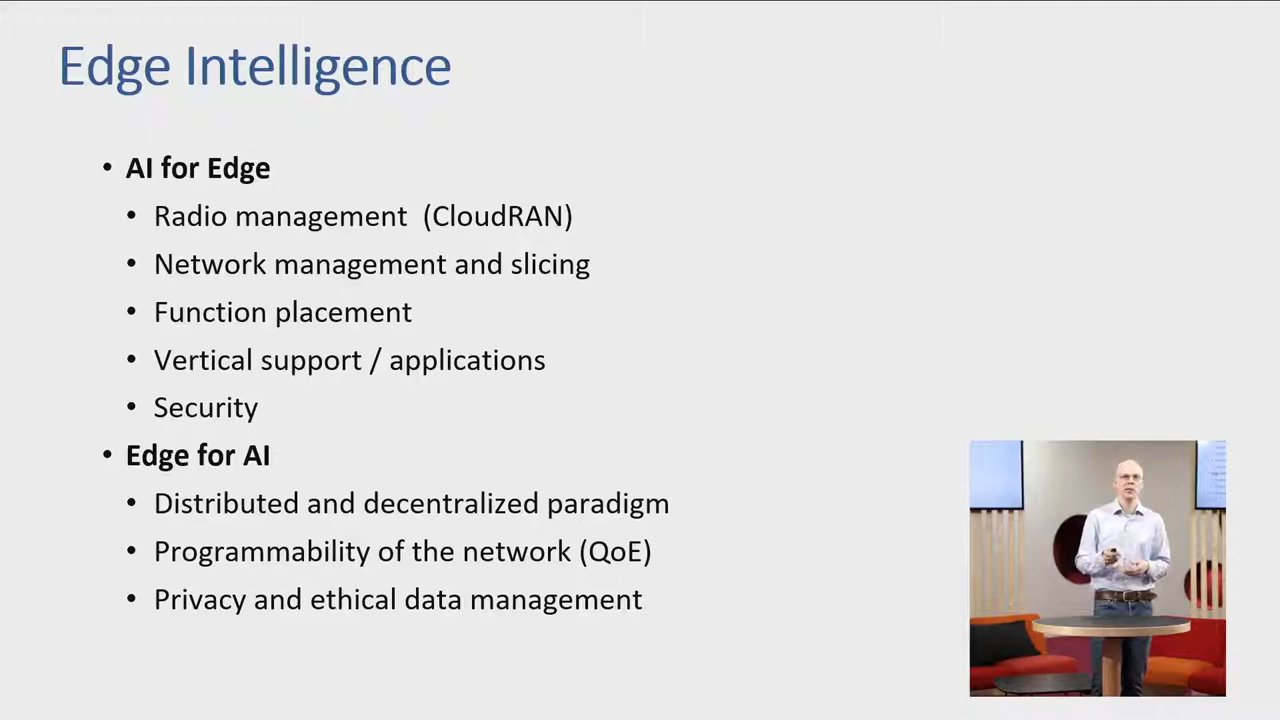 Edge Intelligence
• AI for Edge
• Radio management (CloudRAN)
• Network management and slicing
• Function placement
• Vertical support / applications
• Security
• Edge for AI
• Distributed and decentralized paradigm
• Programmability of the network (QoE)
• Privacy and ethical data management